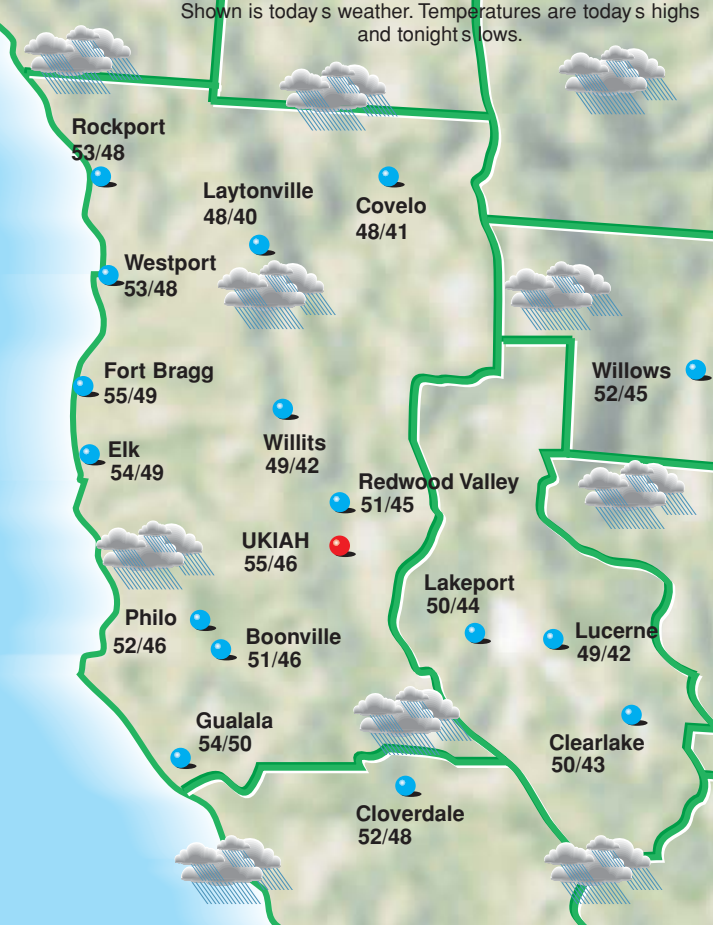 Shown is today s weather. Temperatures are today s highs
and tonight s lows.
Rockport
53/48
Laytonville
48/40
Covelo
48/41
Westport
53/48
Fort Bragg
55/49
Willows
52/45
Elk
54/49
Willits
49/42
Redwood Valley
51/45
UKIAH
55/46
Lakeport
50/44
Philo
52/46
Boonville
51/46
Lucerne
49/42
Gualala
54/50
Clearlake
50/43
Cloverdale
52/48